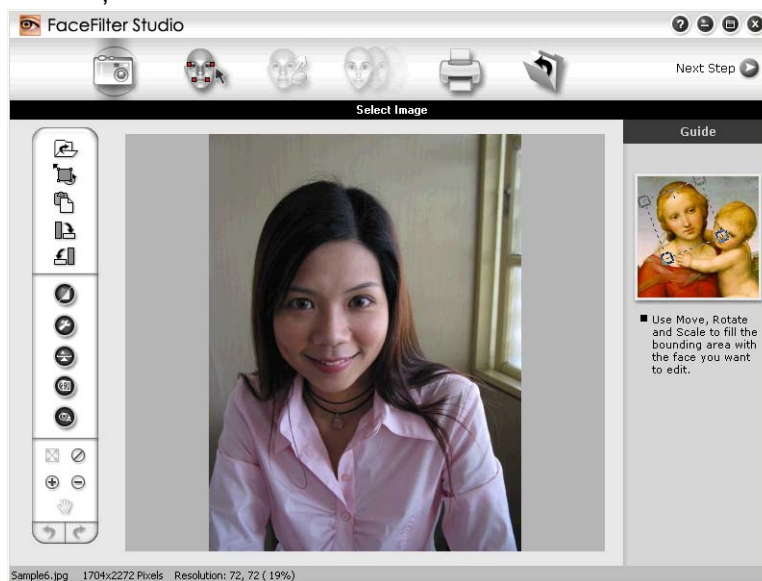 FaceFilter Studio
Next Step
Select Image
Guide
Use Move, Rotate
and Scale to fill the
bounding area with
the face you want
to edit.
Sample6.jpg 1704x2272 Pixels Resolution: 72, 72 ( 19%)